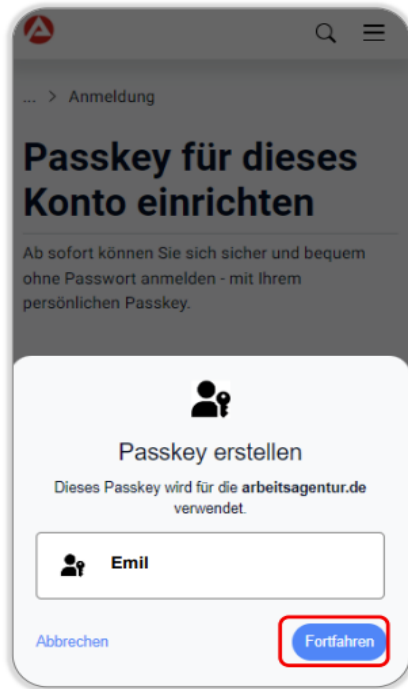 ... > Anmeldung
Passkey für dieses
Konto einrichten
Ab sofort können Sie sich sicher und bequem
ohne Passwort anmelden - mit Ihrem
persönlichen Passkey.
Passkey erstellen
Dieses Passkey wird für die arbeitsagentur.de
verwendet.
Emil
Abbrechen
Fortfahren